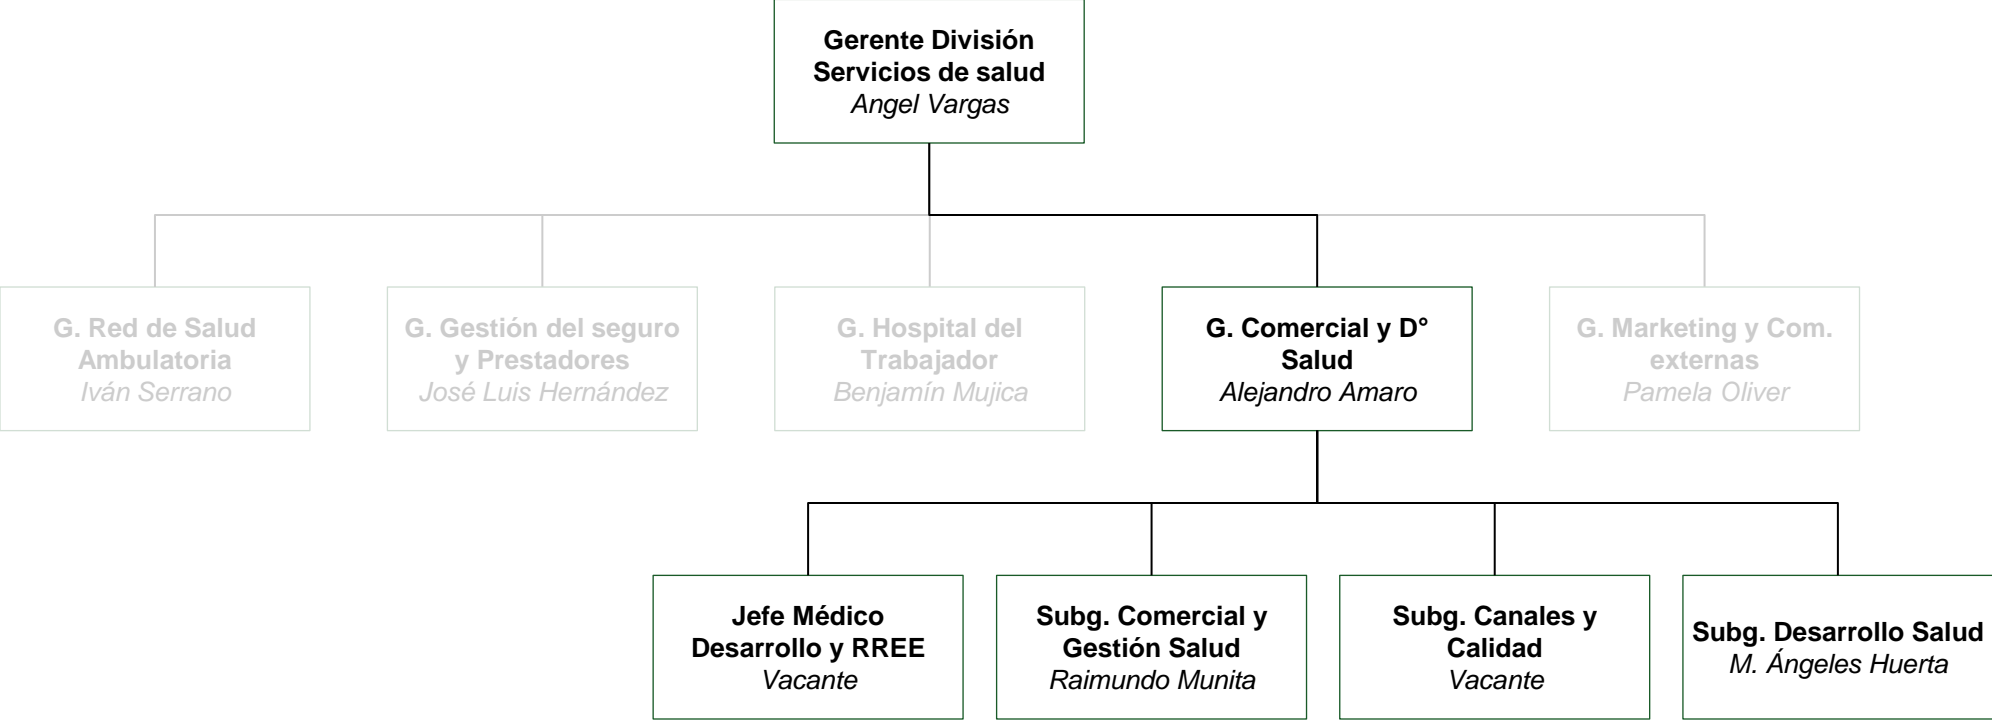 Gerente División
Servicios de salud
Angel Vargas
G. Red de Salud
Ambulatoria
Iván Serrano
G. Gestión del seguro
y Prestadores
José Luis Hernández
G. Hospital del
Trabajador
Benjamín Mujica
G. Comercial y D°
Salud
Alejandro Amaro
G. Marketing y Com.
externas
Pamela Oliver
Jefe Médico
Desarrollo y RREE
Vacante
Subg. Comercial y
Gestión Salud
Raimundo Munita
Subg. Canales y
Calidad
Vacante
Subg. Desarrollo Salud
M. Ángeles Huerta